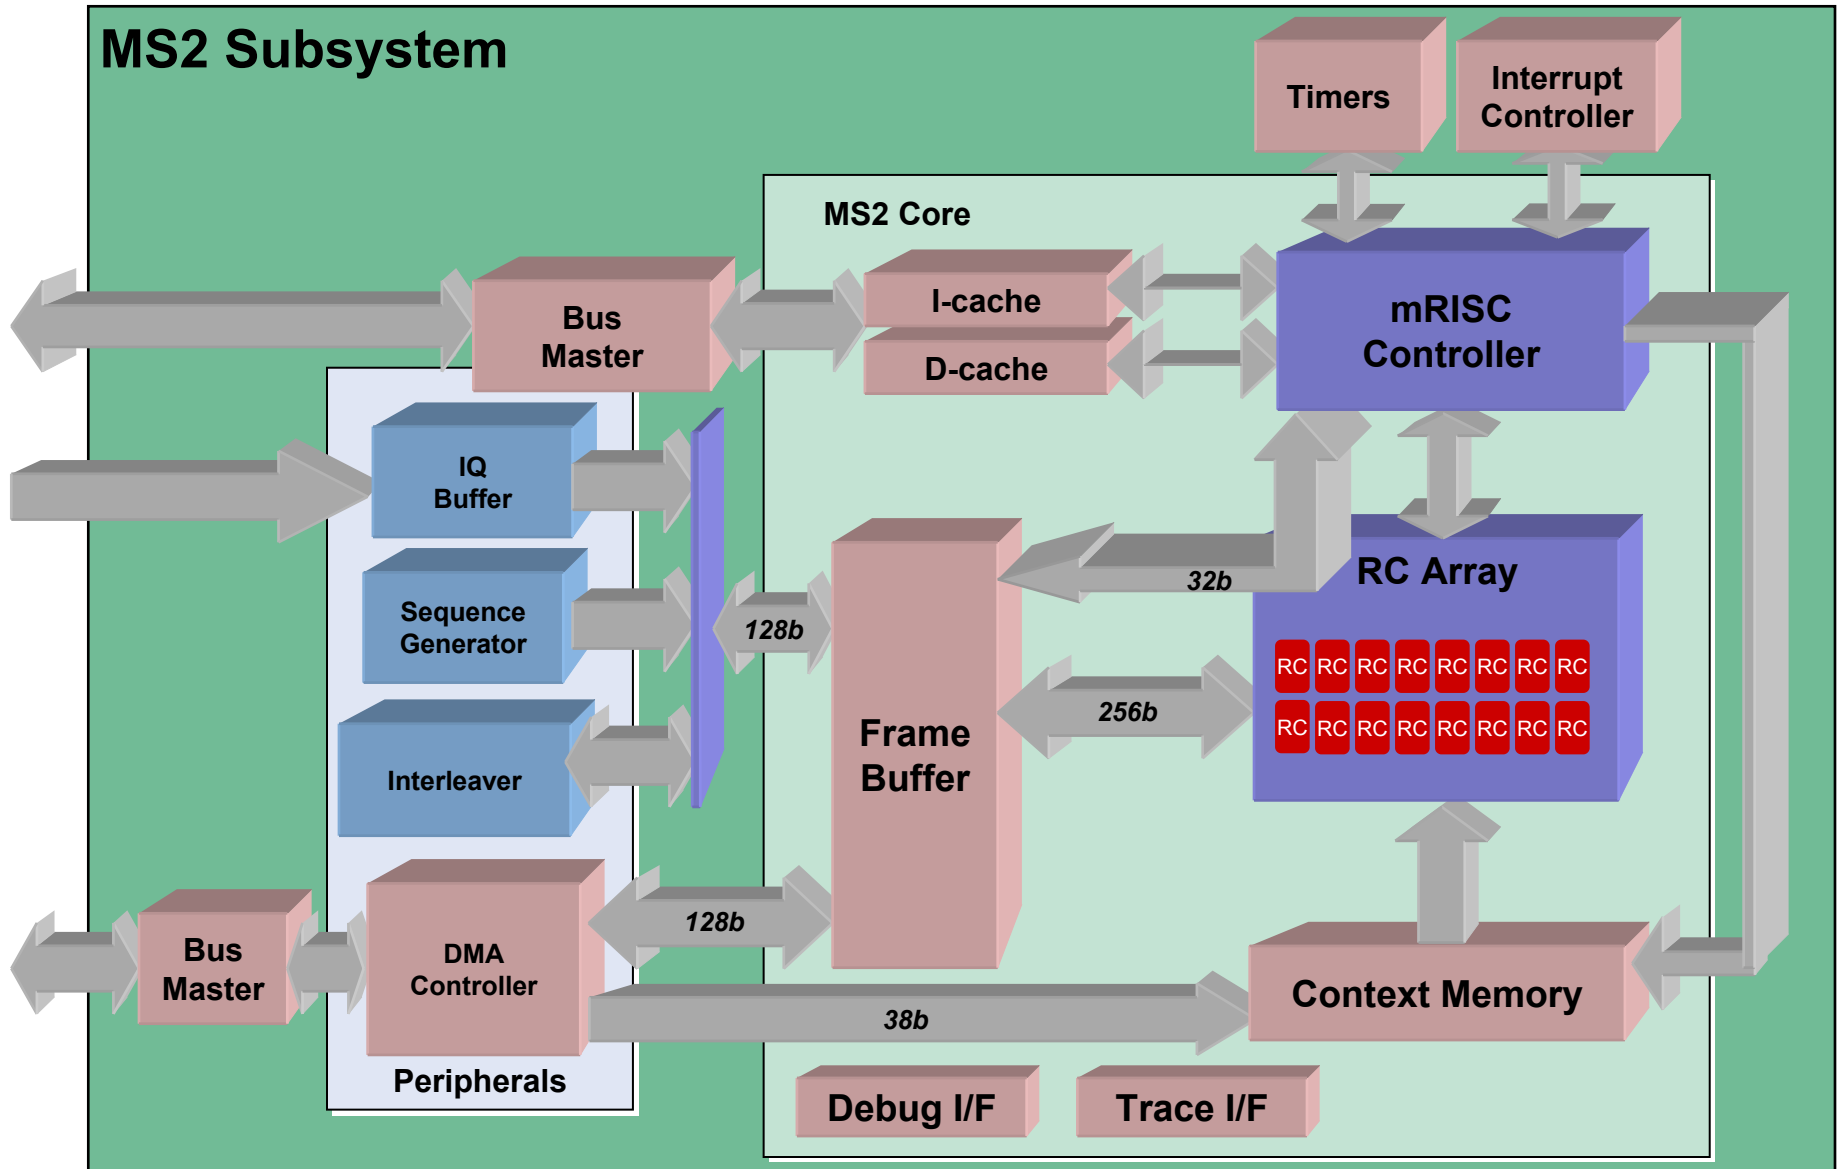 MS2 Subsystem
Timers
Interrupt
Controller
MS2 Core
I-cache
D-cache
Bus
Master
mRISC
Controller
IQ
Buffer
Sequence
Generator
Interleaver
128b
32b
RC Array
RC RC RC RC RC RC RC RC
RC RC RC RC RC RC RC RC
256b
Frame
Buffer
Bus
Master
DMA
Controller
128b
38b
Context Memory
Peripherals
Debug I/F
Trace I/F